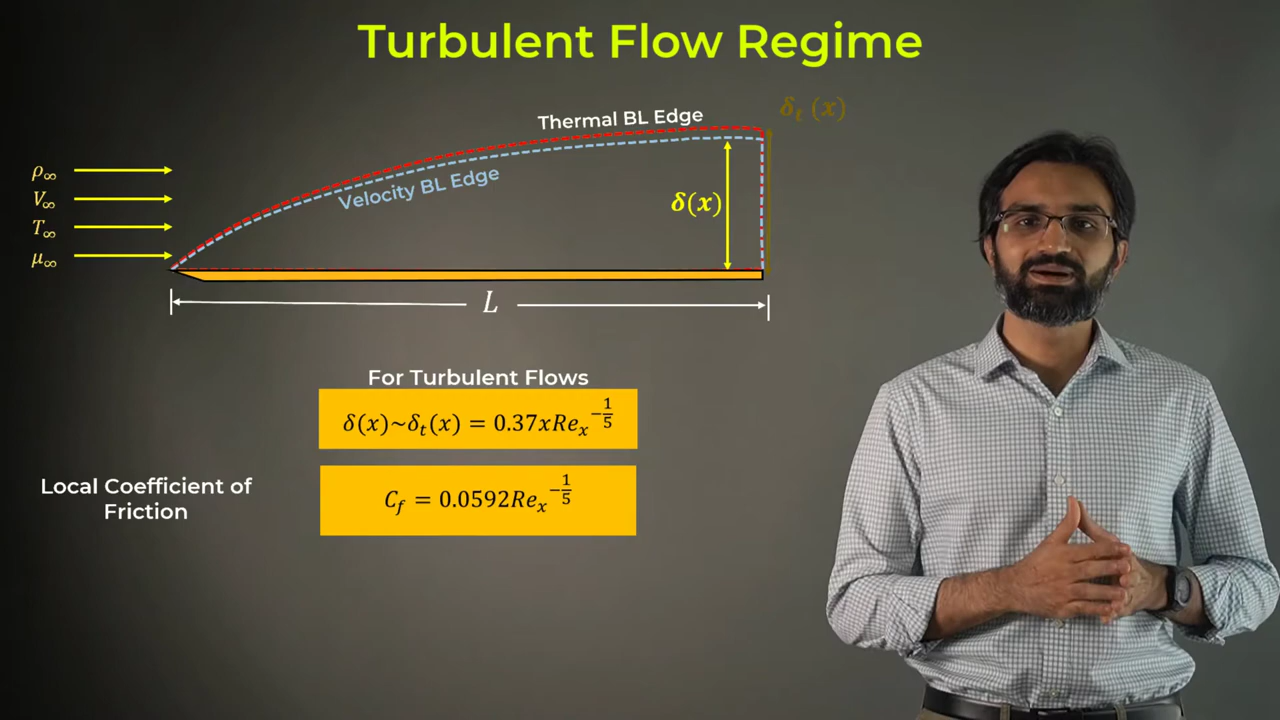 Turbulent Flow Regime
Thermal BL Edge
δₜ (x)
ρ∞
V∞
T∞
μ∞
Velocity BL Edge
δ(x)
L
For Turbulent Flows
δ(x)~δₜ(x) = 0.37xReₓ^-1/5
Local Coefficient of
Friction
C_f = 0.0592Reₓ^-1/5